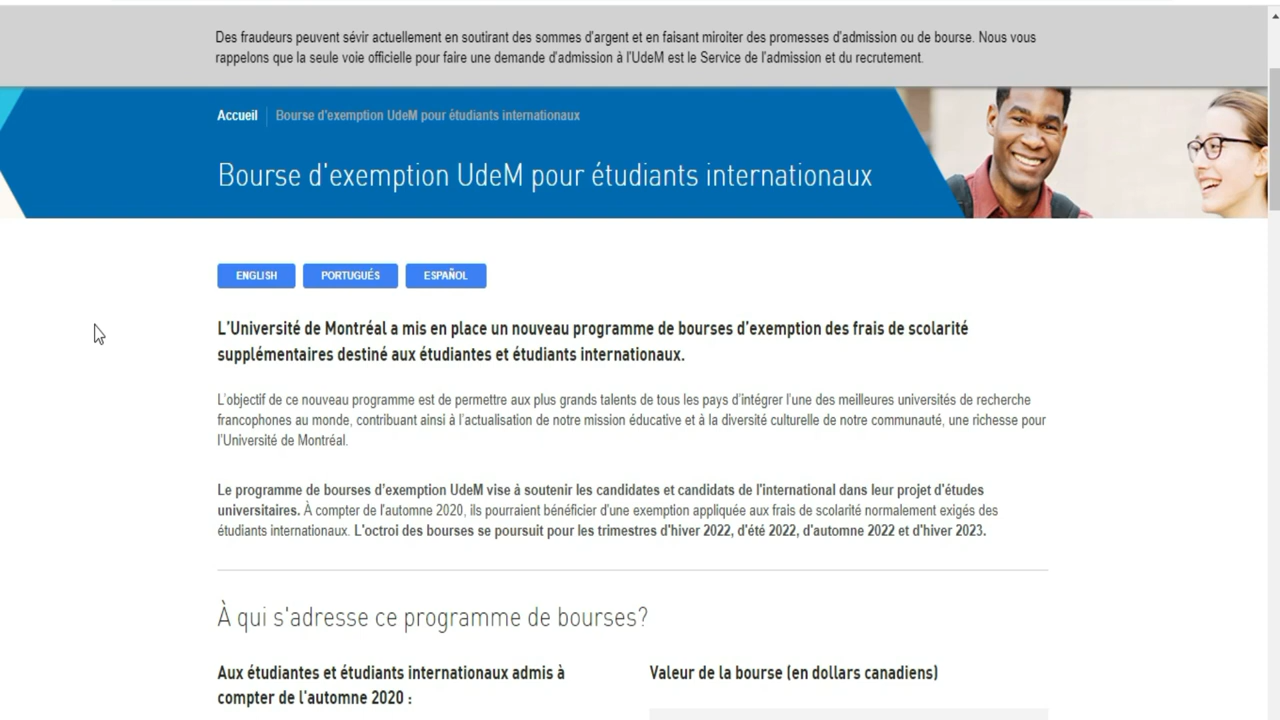 Des fraudeurs peuvent sévir actuellement en soutirant des sommes d'argent et en faisant miroiter des promesses d'admission ou de bourse. Nous vous
rappelons que la seule voie officielle pour faire une demande d'admission à l'UdeM est le Service de l'admission et du recrutement.
Accueil Bourse d'exemption UdeM pour étudiants internationaux
Bourse d'exemption UdeM pour étudiants internationaux
ENGLISH PORTUGUÉS ESPAÑOL
L'Université de Montréal a mis en place un nouveau programme de bourses d'exemption des frais de scolarité
supplémentaires destiné aux étudiantes et étudiants internationaux.
L'objectif de ce nouveau programme est de permettre aux plus grands talents de tous les pays d'intégrer l'une des meilleures universités de recherche
francophones au monde, contribuant ainsi à l'actualisation de notre mission éducative et à la diversité culturelle de notre communauté, une richesse pour
l'Université de Montréal.
Le programme de bourses d'exemption UdeM vise à soutenir les candidates et candidats de l'international dans leur projet d'études
universitaires. À compter de l'automne 2020, ils pourraient bénéficier d'une exemption appliquée aux frais de scolarité normalement exigés des
étudiants internationaux. L'octroi des bourses se poursuit pour les trimestres d'hiver 2022, d'été 2022, d'automne 2022 et d'hiver 2023.
À qui s'adresse ce programme de bourses?
Aux étudiantes et étudiants internationaux admis à
compter de l'automne 2020 :
Valeur de la bourse (en dollars canadiens)